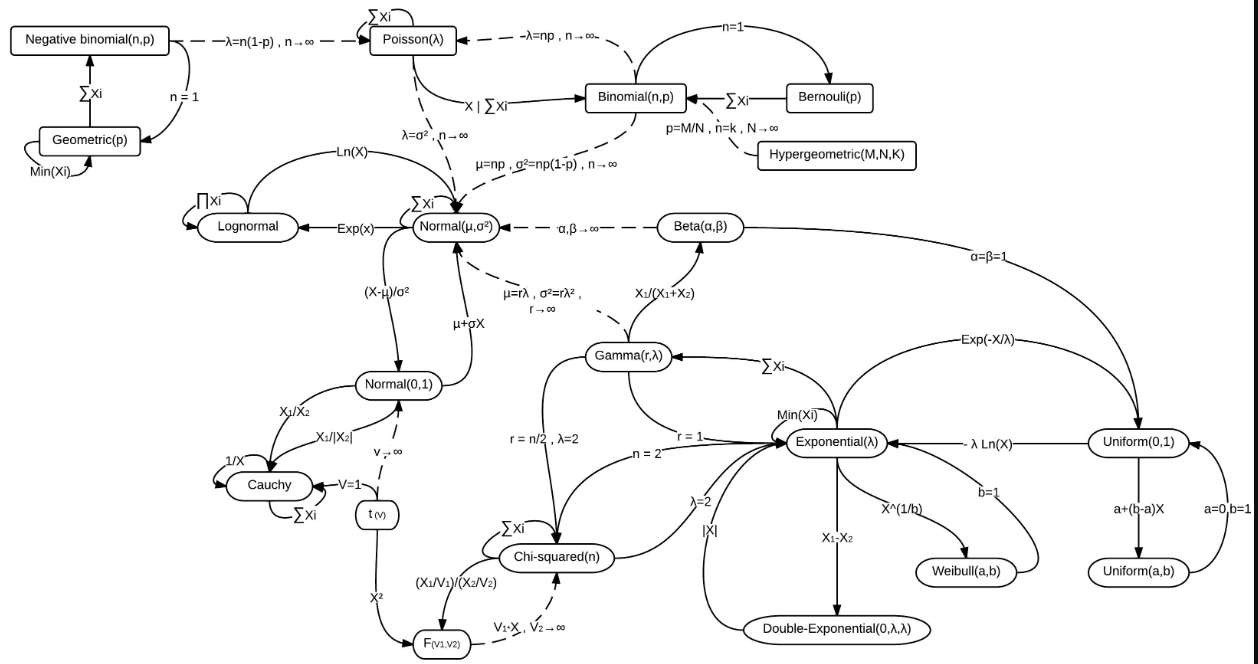 ∑Xi
Negative binomial(n,p)
λ=n(1-p) , n→∞
Poisson(λ)
λ=np , n→∞
n=1
∑Xi
n = 1
X | ∑Xi
Binomial(n,p)
∑Xi
Bernouli(p)
Geometric(p)
λ=σ² , n→∞
p=M/N , n=k , N→∞
Min(Xi)
Ln(X)
μ=np , σ²=np(1-p) , n→∞
Hypergeometric(M,N,K)
∏Xi
∑Xi
Lognormal
Exp(x)
Normal(μ,σ²)
α,β→∞
Beta(α,β)
α=β=1
(X-μ)/σ²
μ=rλ , σ²=rλ² ,
r→∞
X1/(X1+X2)
μ+σX
Gamma(r,λ)
∑Xi
Exp(-X/λ)
Normal(0,1)
X1/X2
X1/|X2|
Min(Xi)
r = n/2 , λ=2
r = 1
Exponential(λ)
- λ Ln(X)
Uniform(0,1)
v→∞
n = 2
1/X
Cauchy
V=1
b=1
∑Xi
t (V)
λ=2
X^(1/b)
a+(b-a)X
a=0,b=1
∑Xi
|X|
X1-X2
Chi-squared(n)
Weibull(a,b)
Uniform(a,b)
(X1/V1)/(X2/V2)
X²
V1*X , V2→∞
Double-Exponential(0,λ,λ)
F(V1,V2)